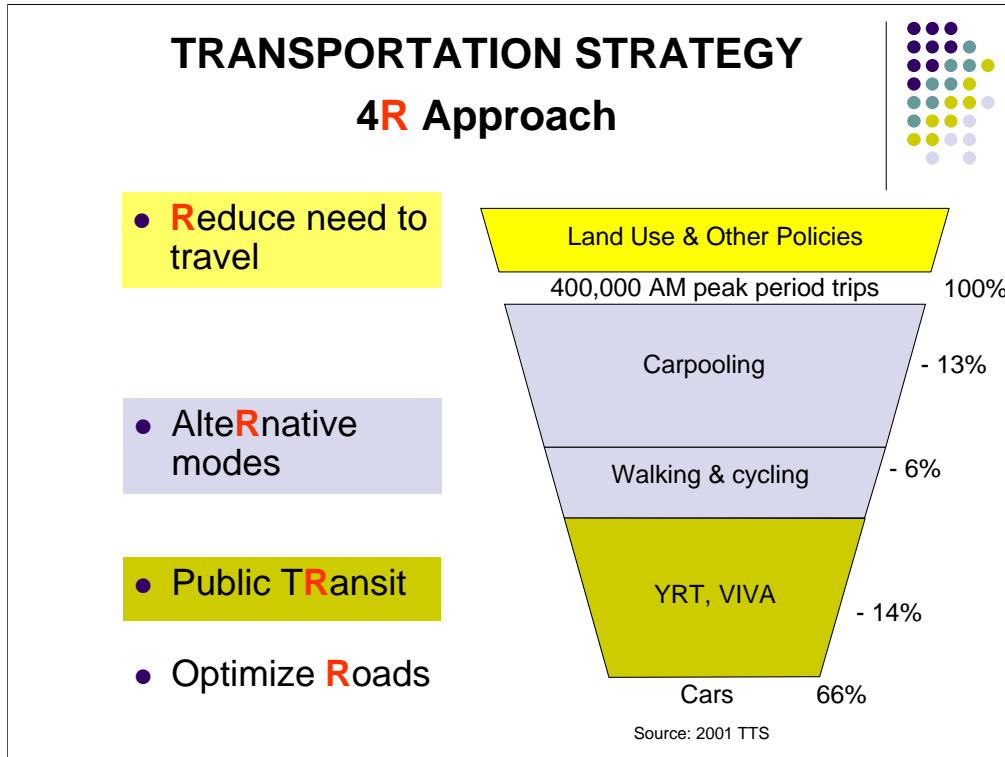 TRANSPORTATION STRATEGY
4R Approach
• Reduce need to
travel
• AlteRnative
modes
• Public TRansit
• Optimize Roads
Land Use & Other Policies
400,000 AM peak period trips 100%
Carpooling - 13%
Walking & cycling - 6%
YRT, VIVA - 14%
Cars 66%
Source: 2001 TTS